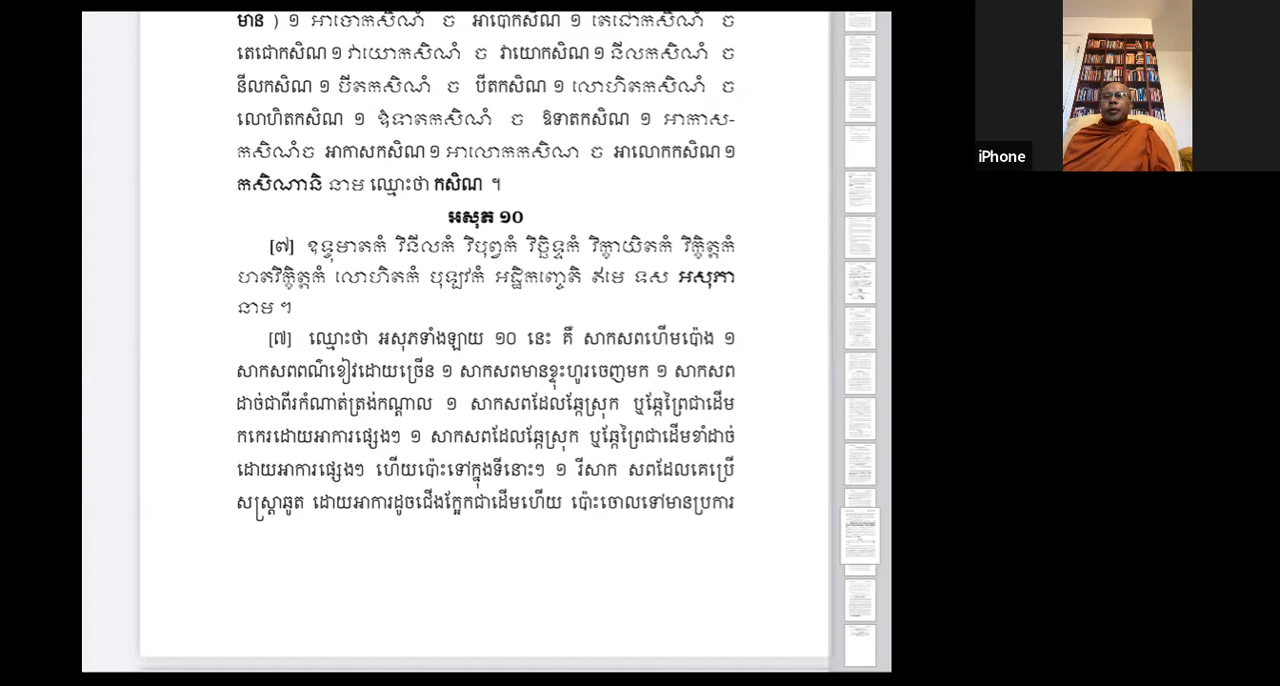 មាន ) ១ អាបោកសិណំ ច អាបោកសិណ ១ តេជោកសិណំ ច
តេជោកសិណ ១ វាយោកសិណំ ច វាយោកសិណ ១ នីលកសិណំ ច
នីលកសិណ ១ បីតកសិណំ ច បីតកសិណ ១ លោហិតកសិណំ ច
លោហិតកសិណ ១ ឱទាតកសិណំ ច ឱទាតកសិណ ១ អាកាស-
កសិណំច អាកាសកសិណ ១ អាលោកកសិណ ច អាលោកកសិណ ១
កសិណានិ នាម ឈ្មោះថា កសិណ ។
អសុភ ១០
[៧] ឧទ្ធុមាតកំ វិនីលកំ វិបុព្វកំ វិច្ឆិទ្ទកំ វិក្ខាយិតកំ វិក្ខិត្តកំ
ហតវិក្ខិត្តកំ លោហិតកំ បុឡវកំ អដ្ឋិកញ្ចេតិ ឥមេ ទស អសុភា
នាម ។
[៧] ឈ្មោះថា អសុភទាំងឡាយ ១០ នេះ គឺ សាកសពហើមប៉ោង ១
សាកសពពណ៌ខៀវដោយច្រើន ១ សាកសពមានខ្ទុះហូរចេញមក ១ សាកសព
ដាច់ជាពីរកំណាត់ត្រង់កណ្តាល ១ សាកសពដែលឆ្កែស្រុក ឬឆ្កែព្រៃជាដើម
កកេរដោយអាការផ្សេងៗ ១ សាកសពដែលឆ្កែស្រុក ឬឆ្កែព្រៃជាដើមខាំដាច់
ដោយអាការផ្សេងៗ ហើយប៉ោះទៅក្នុងទីនោះៗ ១ រីសាក សពដែលគេប្រើ
សស្ត្រាឆូត ដោយអាការដូចជើងក្អែកជាដើមហើយ ប៉ោះចោលទៅមានប្រការ
iPhone